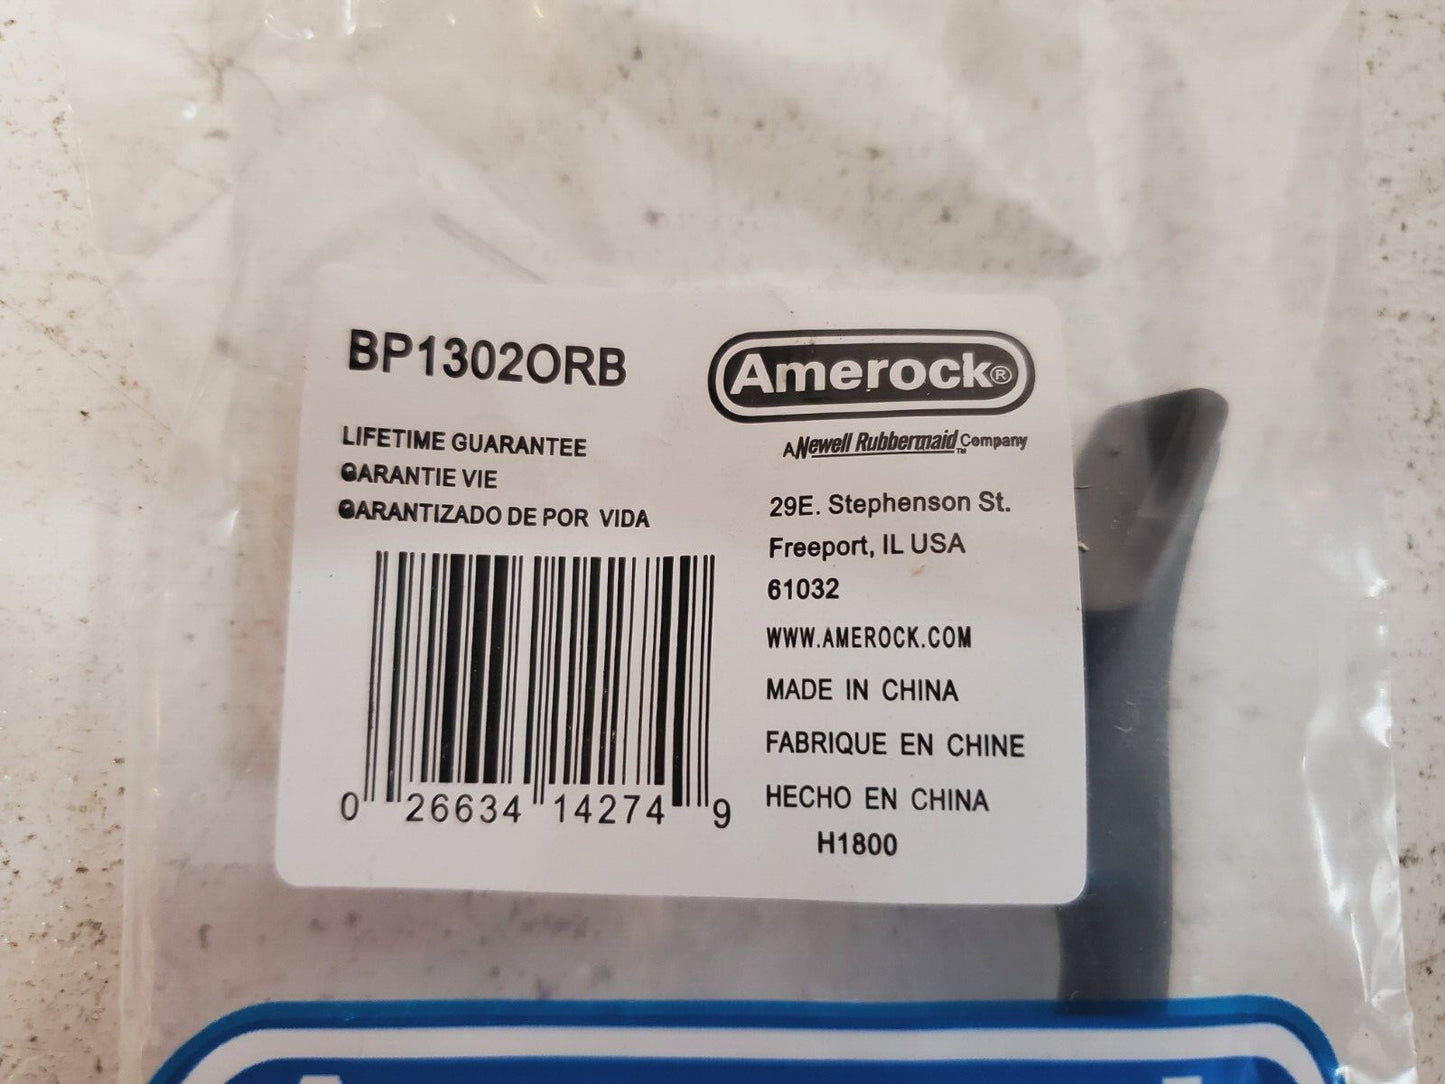 BP1302ORB
Amerock®
A Newell Rubbermaid™ Company
LIFETIME GUARANTEE
GARANTIE VIE
GARANTIZADO DE POR VIDA
0 26634 14274 9
29E. Stephenson St.
Freeport, IL USA
61032
WWW.AMEROCK.COM
MADE IN CHINA
FABRIQUE EN CHINE
HECHO EN CHINA
H1800